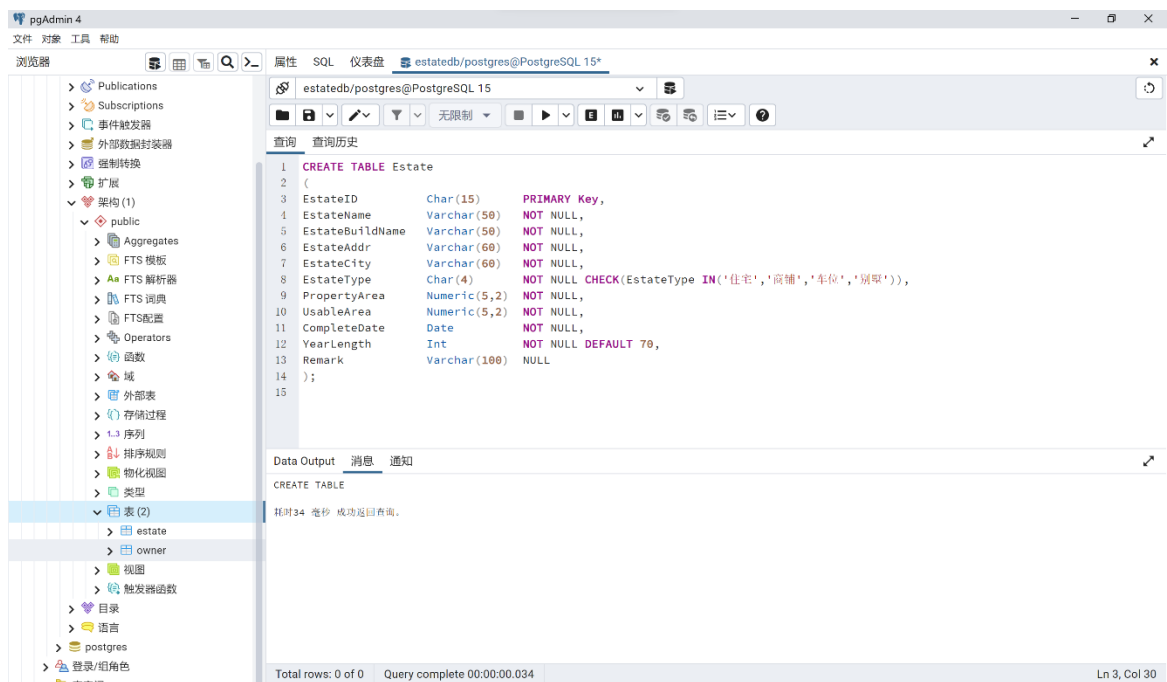 pgAdmin 4
文件 对象 工具 帮助
浏览器
属性 SQL 仪表盘 estatedb/postgres@PostgreSQL 15*
Publications
Subscriptions
事件触发器
外部数据封装器
强制转换
扩展
架构 (1)
public
Aggregates
FTS 模板
Aa FTS 解析器
FTS 词典
FTS配置
Operators
函数
域
外部表
存储过程
1..3 序列
排序规则
物化视图
类型
表 (2)
estate
owner
视图
触发器函数
目录
语言
postgres
登录/组角色
estatedb/postgres@PostgreSQL 15
无限制
查询 查询历史
1 CREATE TABLE Estate
2 (
3 EstateID Char(15) PRIMARY Key,
4 EstateName Varchar(50) NOT NULL,
5 EstateBuildName Varchar(50) NOT NULL,
6 EstateAddr Varchar(60) NOT NULL,
7 EstateCity Varchar(60) NOT NULL,
8 EstateType Char(4) NOT NULL CHECK(EstateType IN('住宅','商铺','车位','别墅')),
9 PropertyArea Numeric(5,2) NOT NULL,
10 UsableArea Numeric(5,2) NOT NULL,
11 CompleteDate Date NOT NULL,
12 YearLength Int NOT NULL DEFAULT 70,
13 Remark Varchar(100) NULL
14 );
15
Data Output 消息 通知
CREATE TABLE
耗时34 毫秒 成功返回查询。
Total rows: 0 of 0 Query complete 00:00:00.034 Ln 3, Col 30